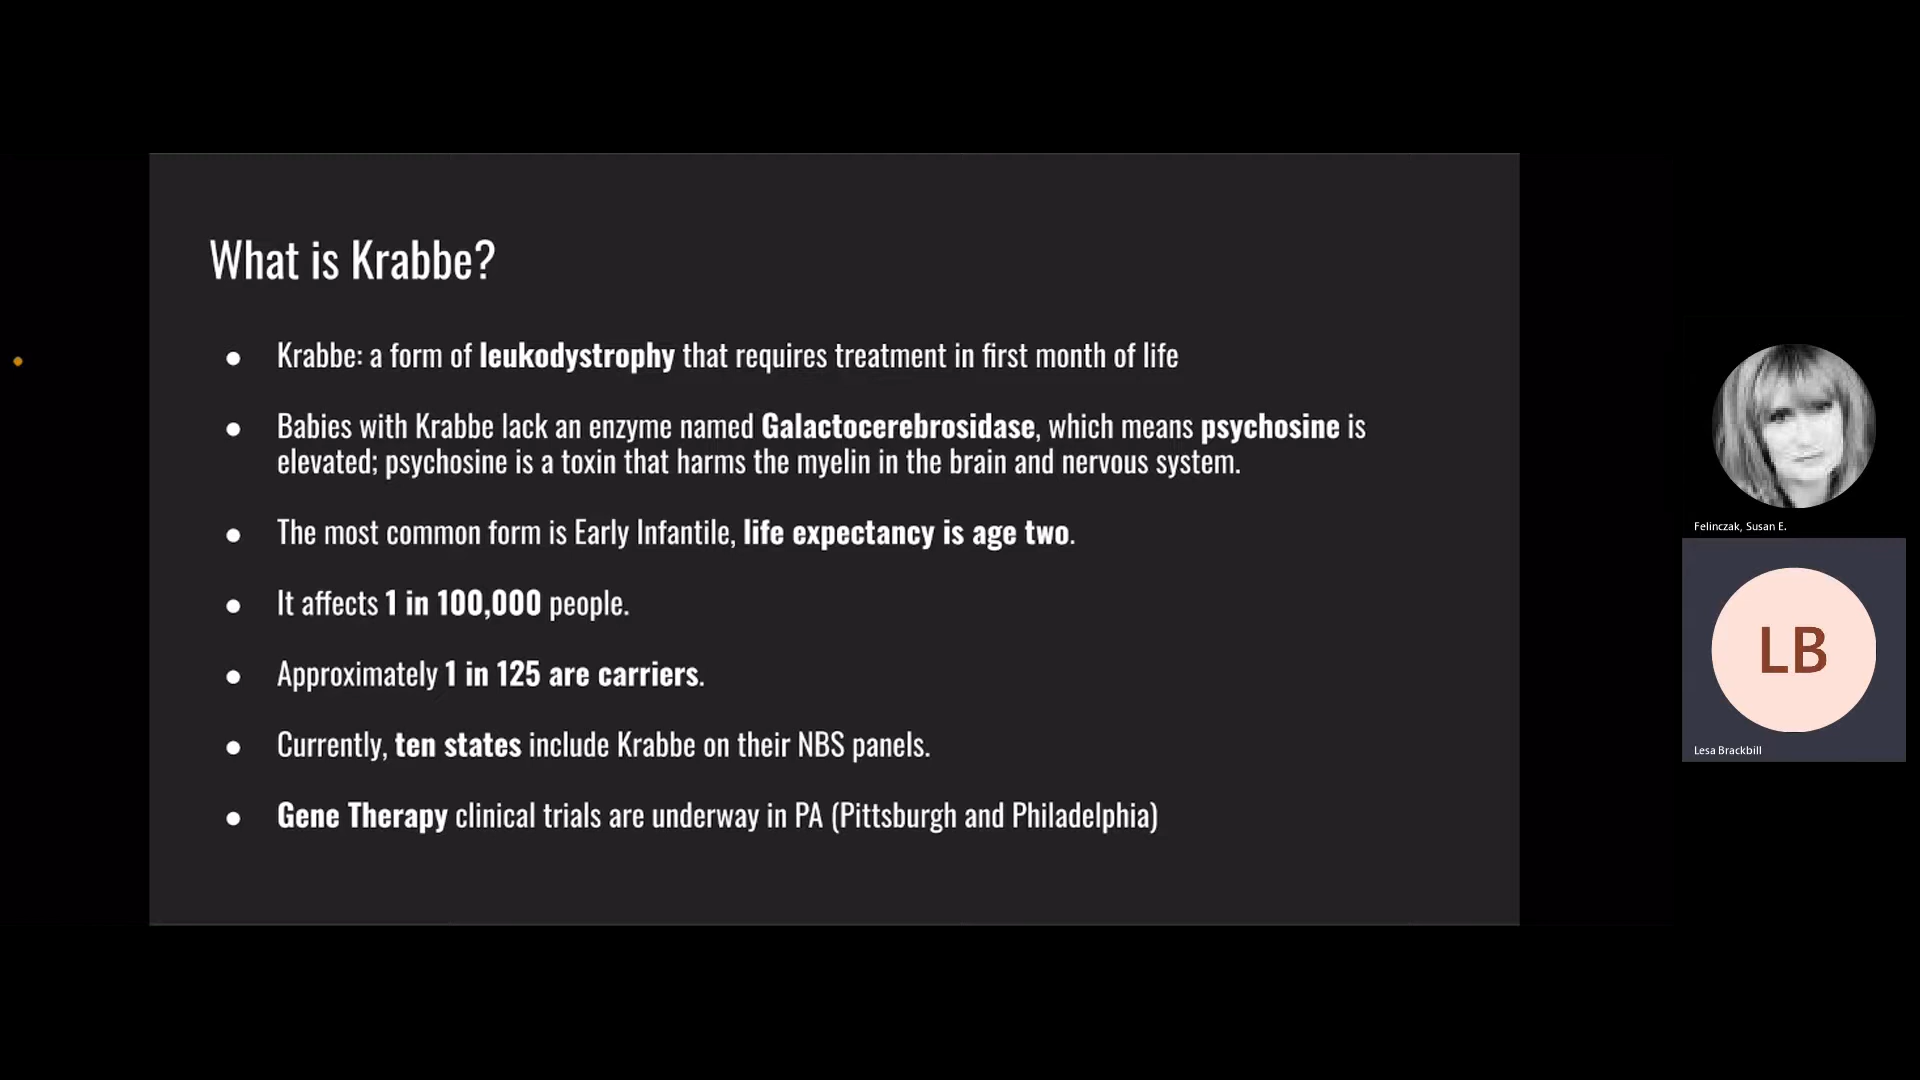 What is Krabbe?
● Krabbe: a form of leukodystrophy that requires treatment in first month of life
● Babies with Krabbe lack an enzyme named Galactocerebrosidase, which means psychosine is
elevated; psychosine is a toxin that harms the myelin in the brain and nervous system.
● The most common form is Early Infantile, life expectancy is age two.
● It affects 1 in 100,000 people.
● Approximately 1 in 125 are carriers.
● Currently, ten states include Krabbe on their NBS panels.
● Gene Therapy clinical trials are underway in PA (Pittsburgh and Philadelphia)
Felinczak, Susan E.
LB
Lesa Brackbill